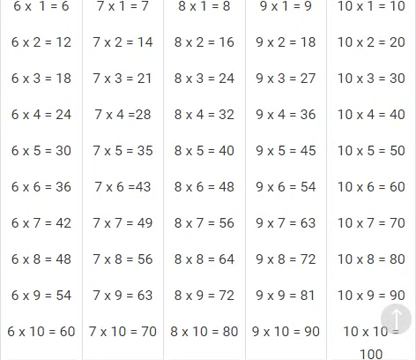 6 x 1 = 6 7 x 1 = 7 8 x 1 = 8 9 x 1 = 9 10 x 1 = 10
6 x 2 = 12 7 x 2 = 14 8 x 2 = 16 9 x 2 = 18 10 x 2 = 20
6 x 3 = 18 7 x 3 = 21 8 x 3 = 24 9 x 3 = 27 10 x 3 = 30
6 x 4 = 24 7 x 4 =28 8 x 4 = 32 9 x 4 = 36 10 x 4 = 40
6 x 5 = 30 7 x 5 = 35 8 x 5 = 40 9 x 5 = 45 10 x 5 = 50
6 x 6 = 36 7 x 6 =43 8 x 6 = 48 9 x 6 = 54 10 x 6 = 60
6 x 7 = 42 7 x 7 = 49 8 x 7 = 56 9 x 7 = 63 10 x 7 = 70
6 x 8 = 48 7 x 8 = 56 8 x 8 = 64 9 x 8 = 72 10 x 8 = 80
6 x 9 = 54 7 x 9 = 63 8 x 9 = 72 9 x 9 = 81 10 x 9 = 90
6 x 10 = 60 7 x 10 = 70 8 x 10 = 80 9 x 10 = 90 10 x 10 =
100